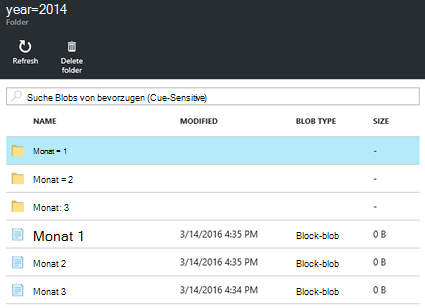 year=2014
Folder
Refresh
Delete folder
Suche Blobs von bevorzugen (Cue-Sensitive)
NAME MODIFIED BLOB TYPE SIZE
Monat = 1 -
Monat = 2 -
Monat: 3 -
Monat 1 3/14/2016 4:35 PM Block-blob 0 B
Monat 2 3/14/2016 4:35 PM Block-blob 0 B
Monat 3 3/14/2016 4:34 PM Block-blob 0 B